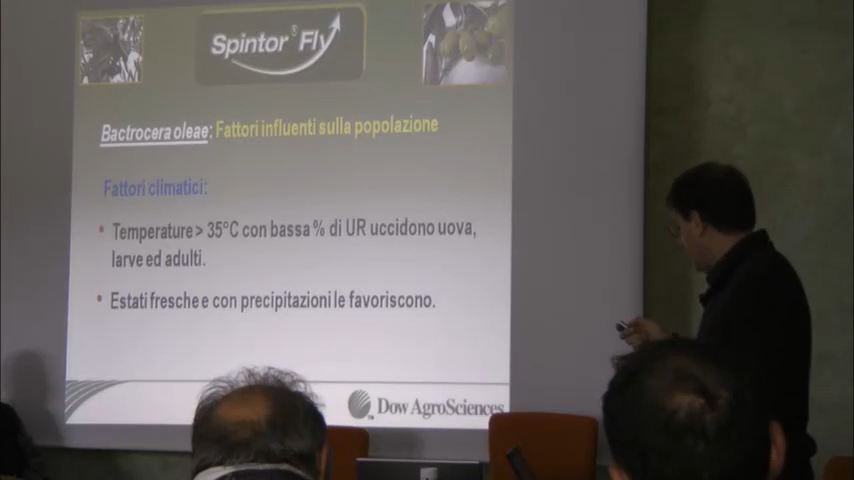 Spintor® Fly
Bactrocera oleae: Fattori influenti sulla popolazione
Fattori climatici:
• Temperature > 35°C con bassa % di UR uccidono uova,
larve ed adulti.
• Estati fresche e con precipitazioni le favoriscono.
Dow AgroSciences